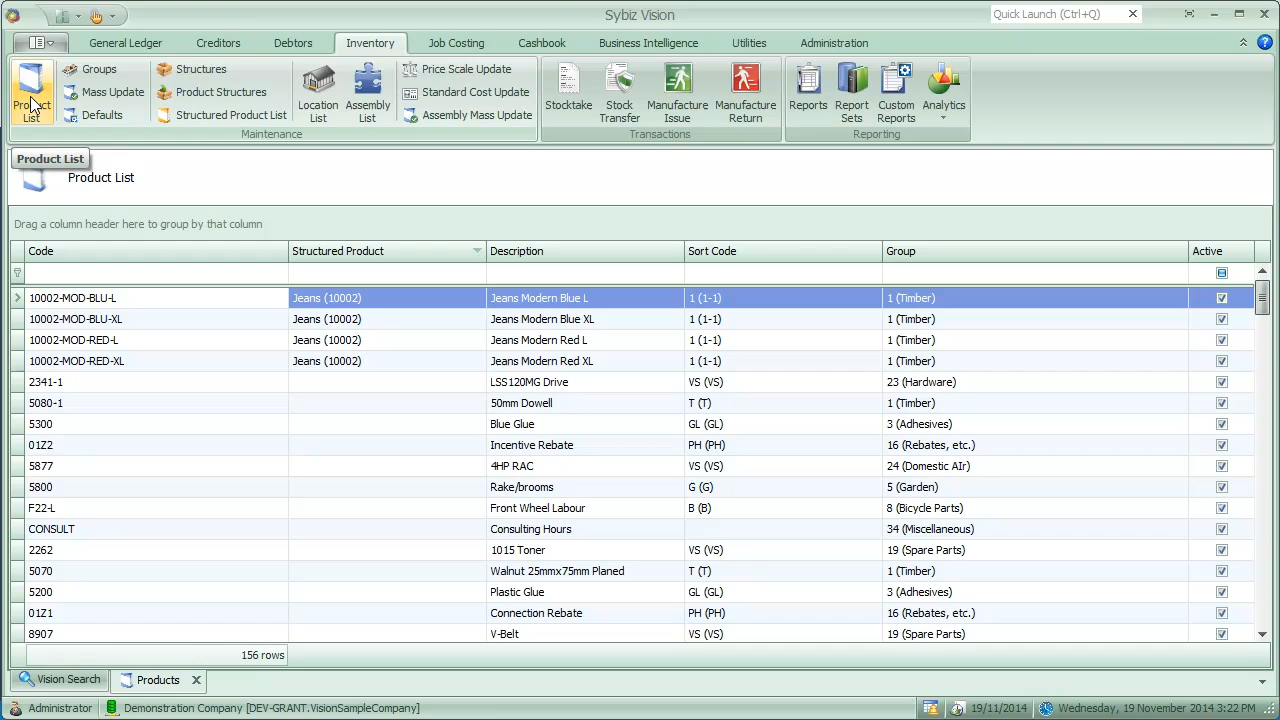 Sybiz Vision
Quick Launch (Ctrl+Q)
General Ledger Creditors Debtors Inventory Job Costing Cashbook Business Intelligence Utilities Administration
Product List
Groups
Mass Update
Defaults
Structures
Product Structures
Structured Product List
Location List
Assembly List
Price Scale Update
Standard Cost Update
Assembly Mass Update
Maintenance
Stocktake
Stock Transfer
Manufacture Issue
Manufacture Return
Transactions
Reports
Report Sets
Custom Reports
Analytics
Reporting
Product List
Product List
Drag a column header here to group by that column
Code Structured Product Description Sort Code Group Active
10002-MOD-BLU-L Jeans (10002) Jeans Modern Blue L 1 (1-1) 1 (Timber)
10002-MOD-BLU-XL Jeans (10002) Jeans Modern Blue XL 1 (1-1) 1 (Timber)
10002-MOD-RED-L Jeans (10002) Jeans Modern Red L 1 (1-1) 1 (Timber)
10002-MOD-RED-XL Jeans (10002) Jeans Modern Red XL 1 (1-1) 1 (Timber)
2341-1 LSS120MG Drive VS (VS) 23 (Hardware)
5080-1 50mm Dowell T (T) 1 (Timber)
5300 Blue Glue GL (GL) 3 (Adhesives)
01Z2 Incentive Rebate PH (PH) 16 (Rebates, etc.)
5877 4HP RAC VS (VS) 24 (Domestic AIr)
5800 Rake/brooms G (G) 5 (Garden)
F22-L Front Wheel Labour B (B) 8 (Bicycle Parts)
CONSULT Consulting Hours 34 (Miscellaneous)
2262 1015 Toner VS (VS) 19 (Spare Parts)
5070 Walnut 25mmx75mm Planed T (T) 1 (Timber)
5200 Plastic Glue GL (GL) 3 (Adhesives)
01Z1 Connection Rebate PH (PH) 16 (Rebates, etc.)
8907 V-Belt VS (VS) 19 (Spare Parts)
156 rows
Vision Search Products
Administrator Demonstration Company [DEV-GRANT.VisionSampleCompany] 19/11/2014 Wednesday, 19 November 2014 3:22 PM